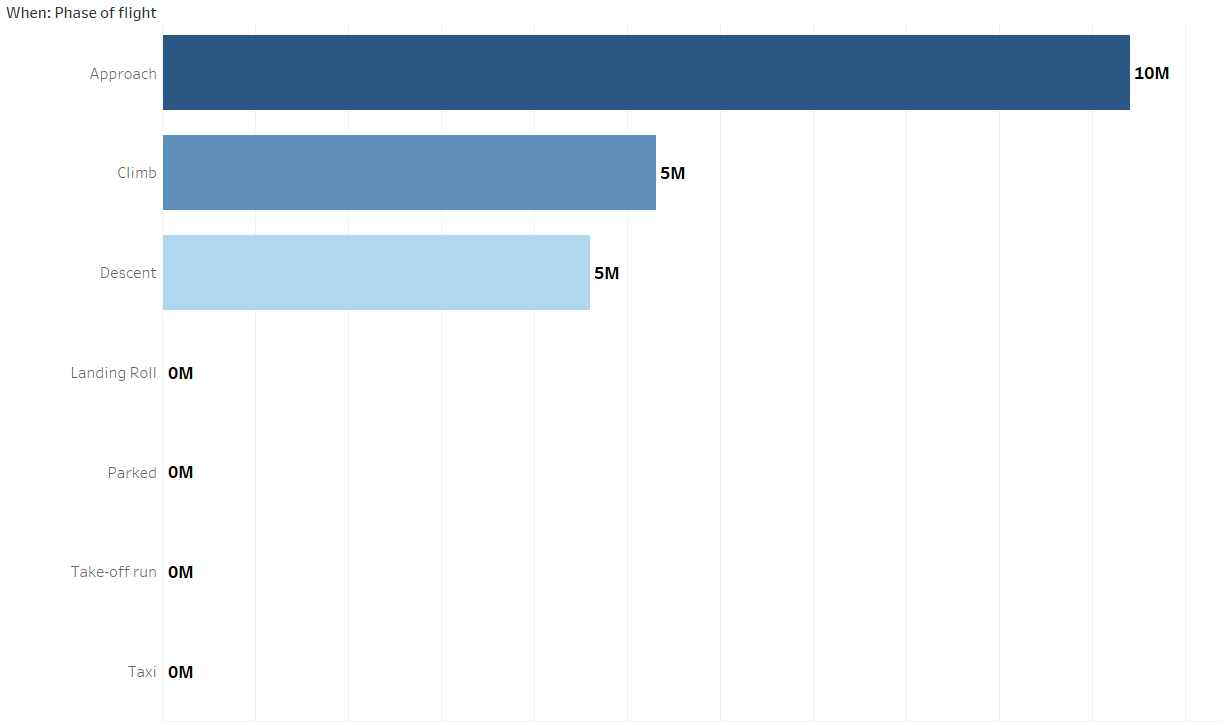 When: Phase of flight
Approach 10M
Climb 5M
Descent 5M
Landing Roll 0M
Parked 0M
Take-off run 0M
Taxi 0M